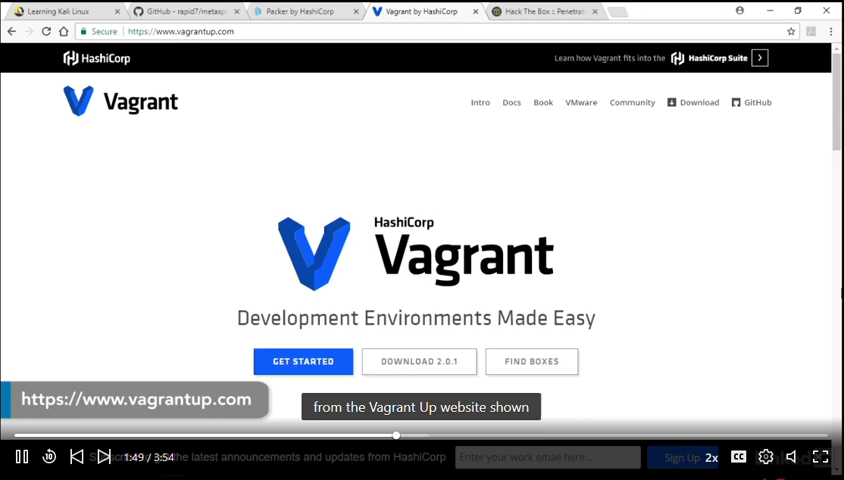 Learning Kali Linux
GitHub - rapid7/metasp
Packer by HashiCorp
Vagrant by HashiCorp
Hack The Box :: Penetrat
Secure
https://www.vagrantup.com
HashiCorp
Learn how Vagrant fits into the HashiCorp Suite
Vagrant
Intro Docs Book VMware Community Download GitHub
HashiCorp
Vagrant
Development Environments Made Easy
GET STARTED DOWNLOAD 2.0.1 FIND BOXES
https://www.vagrantup.com
from the Vagrant Up website shown
10 1:49 / 3:54 the latest announcements and updates from HashiCorp Enter your work email here... Sign Up 2x CC